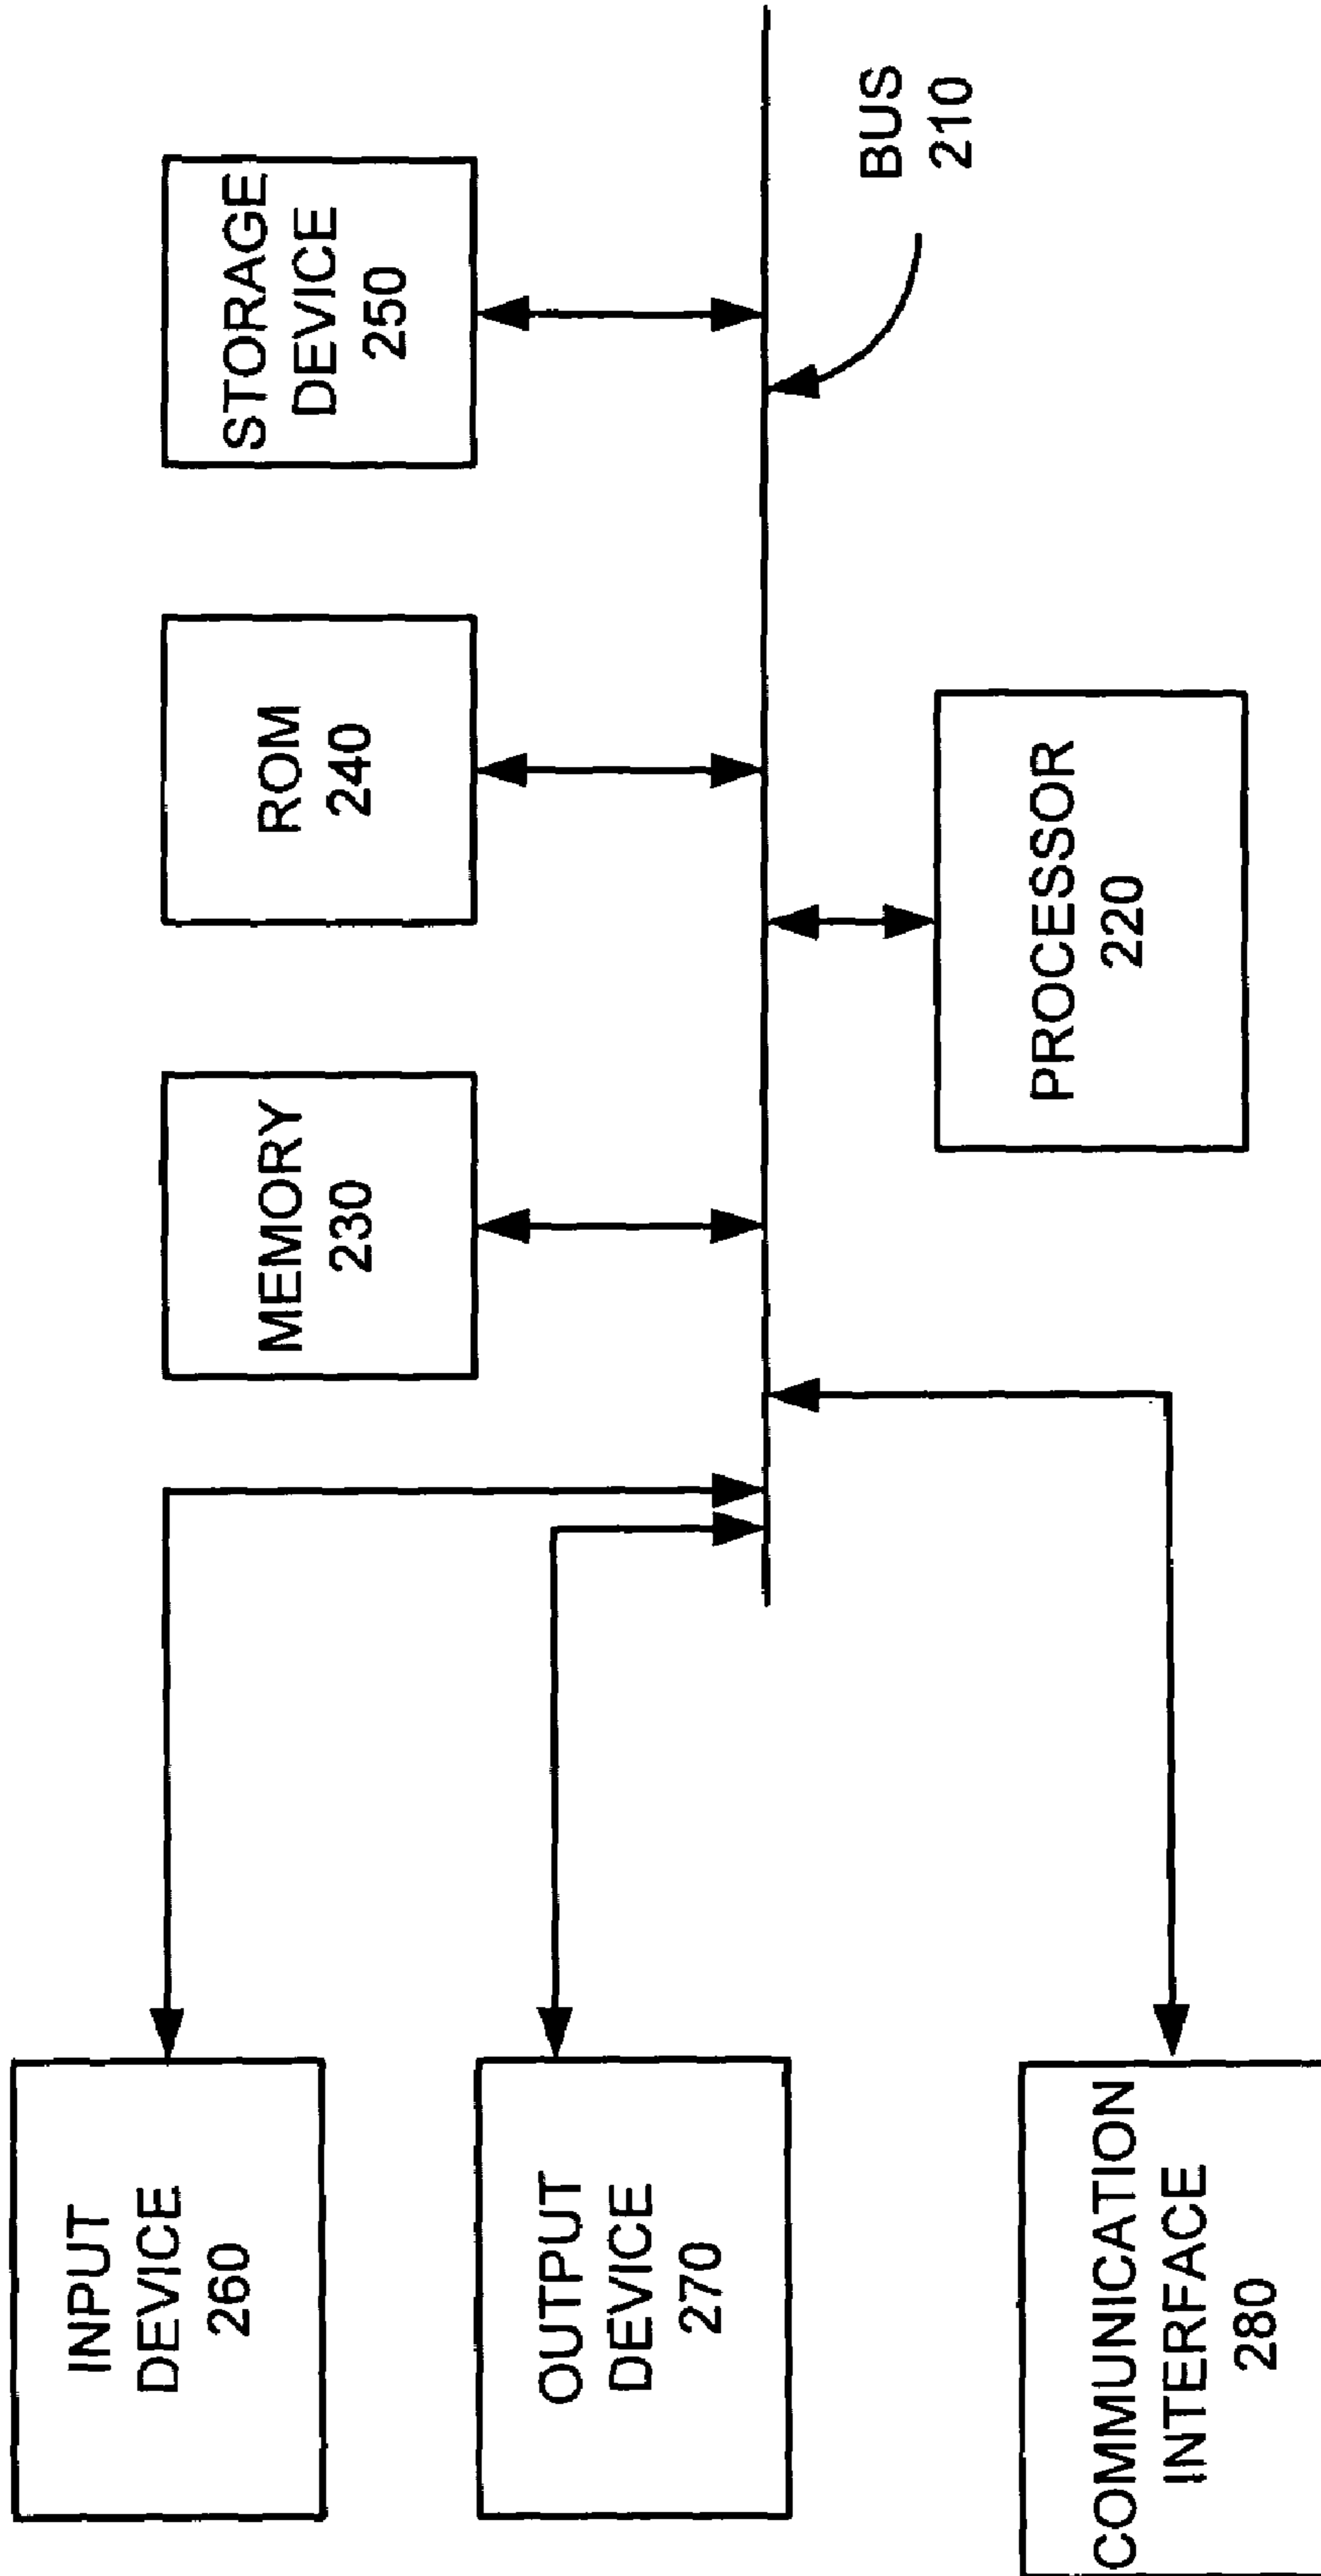 INPUT
DEVICE
260
MEMORY
230
ROM
240
STORAGE
DEVICE
250
OUTPUT
DEVICE
270
BUS
210
PROCESSOR
220
COMMUNICATION
INTERFACE
280